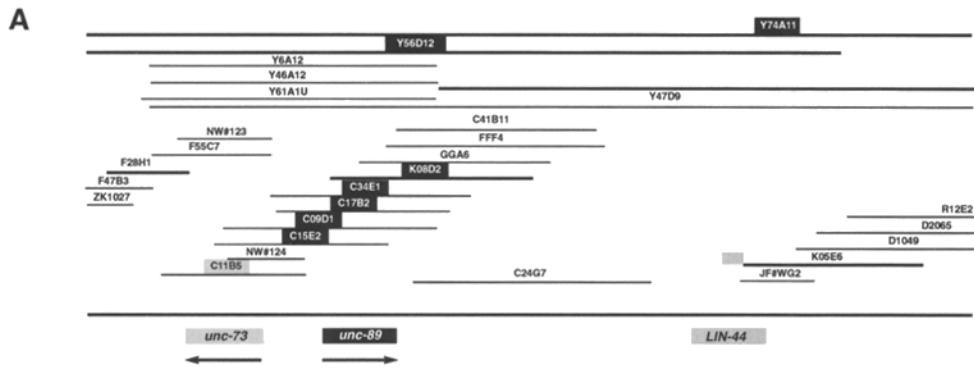 A
Y74A11
Y56D12
Y6A12
Y46A12
Y61A1U
Y47D9
C41B11
NW#123
FFF4
F55C7
GGA6
F28H1
K08D2
F47B3
C34E1
ZK1027
C17B2
R12E2
C09D1
D2065
C15E2
D1049
NW#124
K05E6
C11B5
C24G7
JF#WG2
unc-73
unc-89
LIN-44